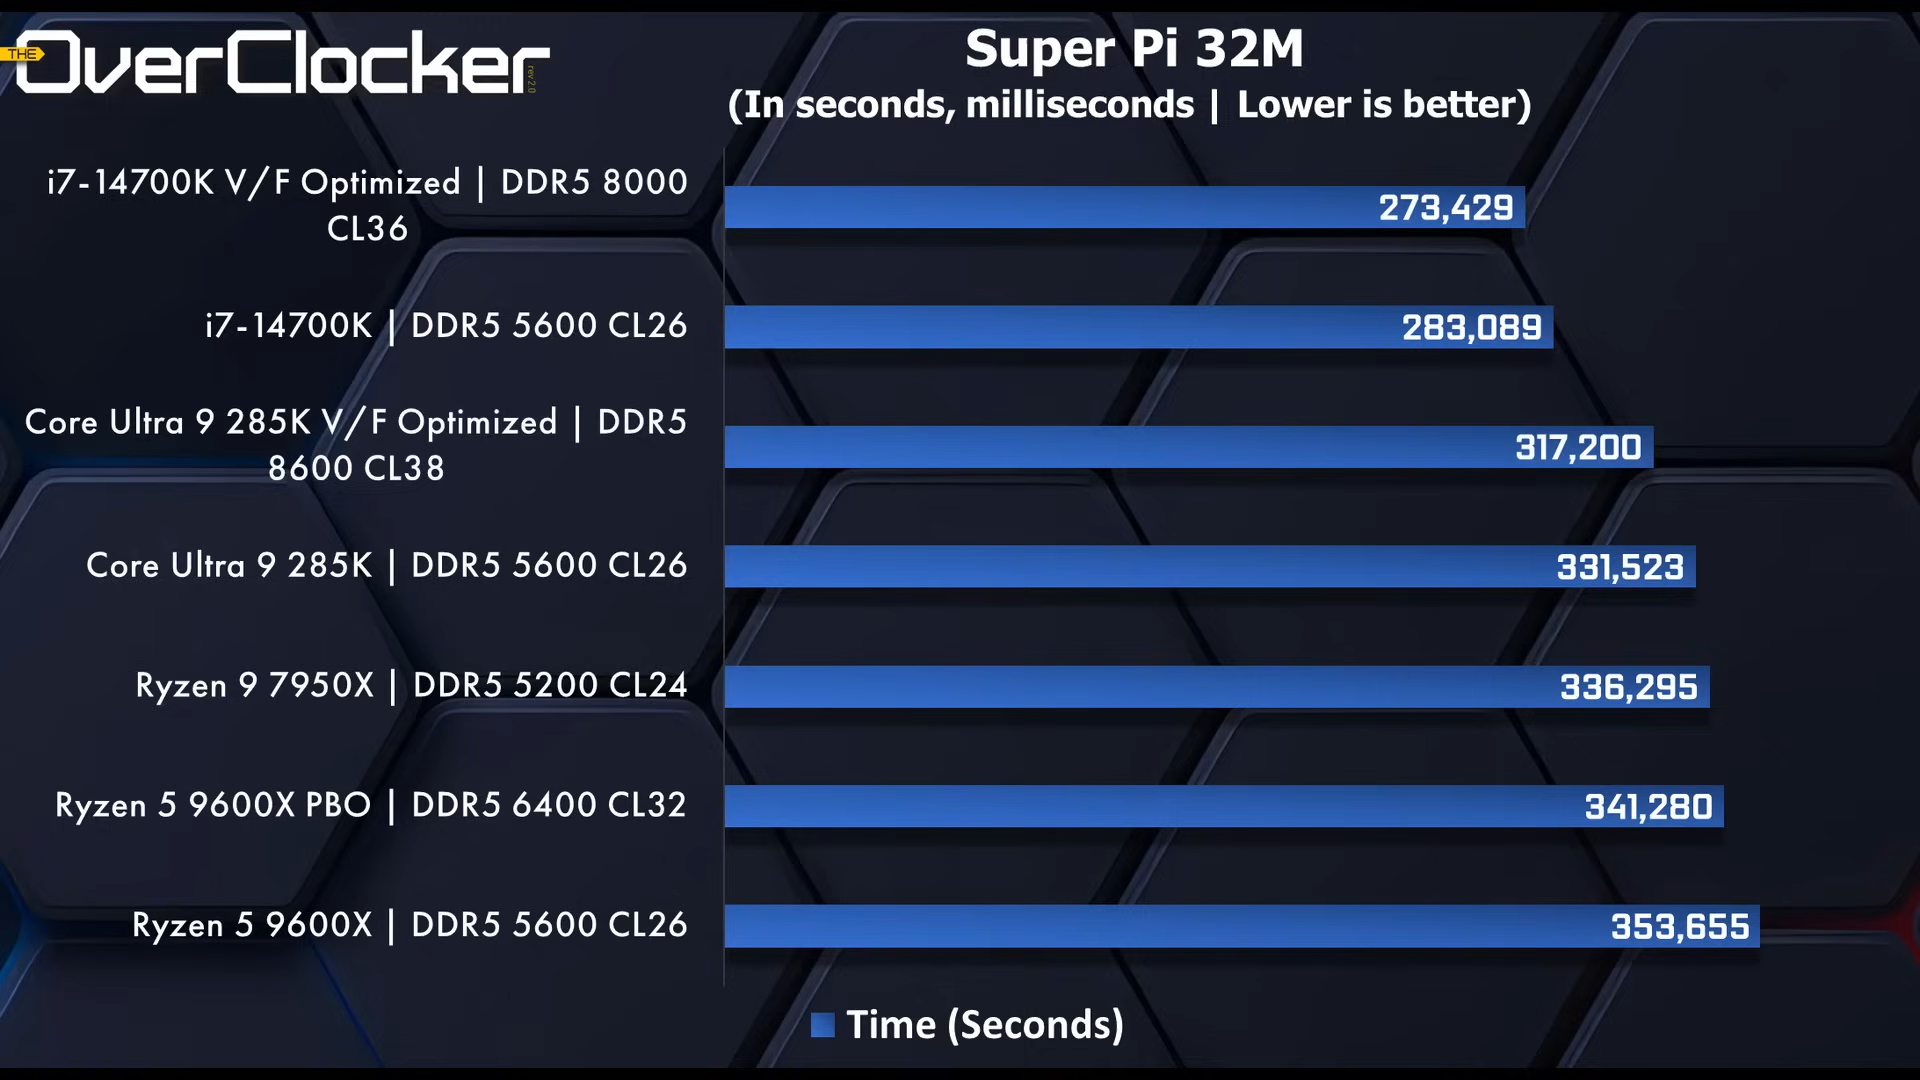 THE OverClocker rev 2.0
Super Pi 32M
(In seconds, milliseconds | Lower is better)
i7-14700K V/F Optimized | DDR5 8000
CL36
273,429
i7-14700K | DDR5 5600 CL26
283,089
Core Ultra 9 285K V/F Optimized | DDR5
8600 CL38
317,200
Core Ultra 9 285K | DDR5 5600 CL26
331,523
Ryzen 9 7950X | DDR5 5200 CL24
336,295
Ryzen 5 9600X PBO | DDR5 6400 CL32
341,280
Ryzen 5 9600X | DDR5 5600 CL26
353,655
Time (Seconds)